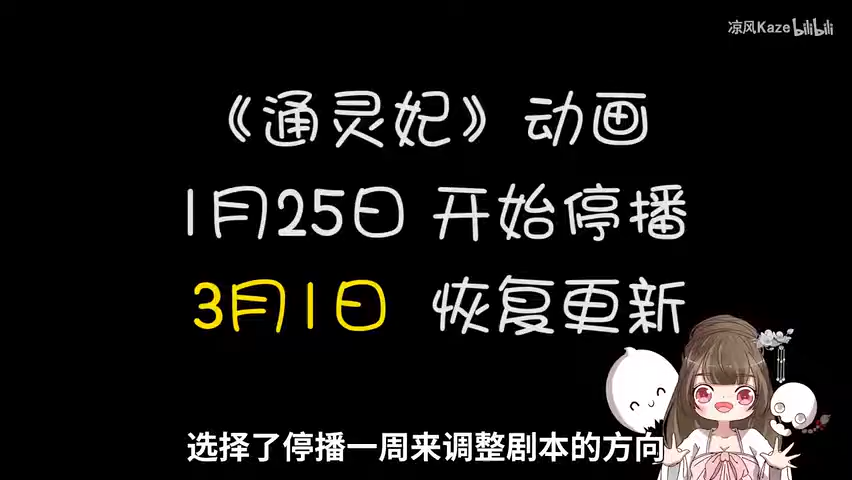 凉风Kaze bilibili
《通灵妃》动画
1月25日 开始停播
3月1日 恢复更新
选择了停播一周来调整剧本的方向